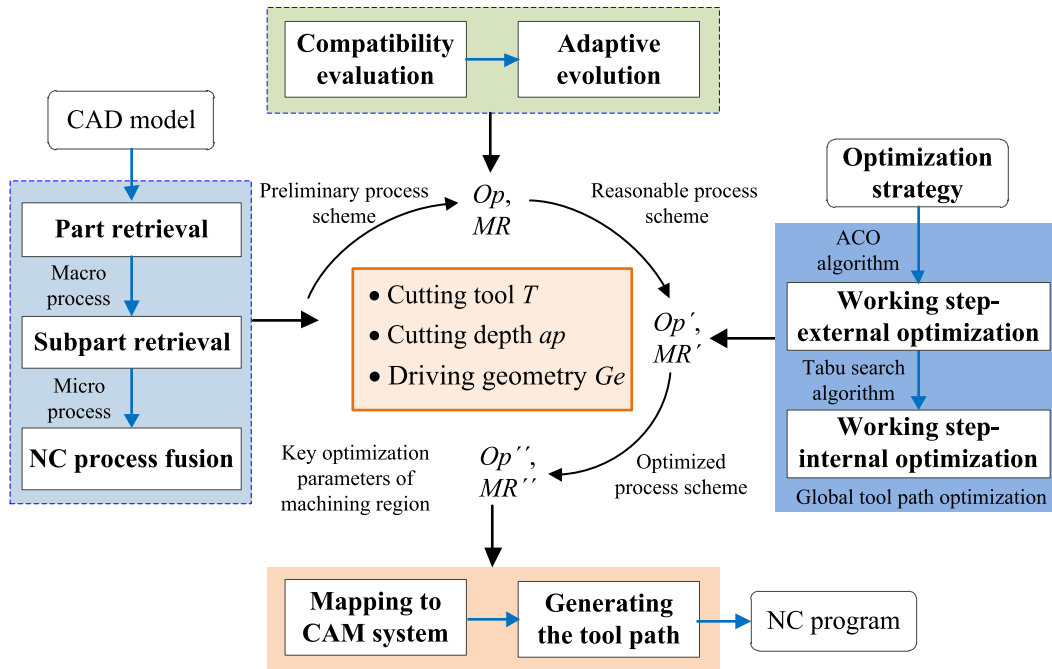 Compatibility
evaluation
Adaptive
evolution
CAD model
Part retrieval
Macro
process
Subpart retrieval
Micro
process
NC process fusion
Preliminary process
scheme
Op,
MR
Reasonable process
scheme
• Cutting tool T
• Cutting depth ap
• Driving geometry Ge
Op´,
MR´
Optimization
strategy
ACO
algorithm
Working step-
external optimization
Tabu search
algorithm
Working step-
internal optimization
Global tool path optimization
Key optimization
parameters of
machining region
Op´´,
MR´´
Optimized
process scheme
Mapping to
CAM system
Generating
the tool path
NC program